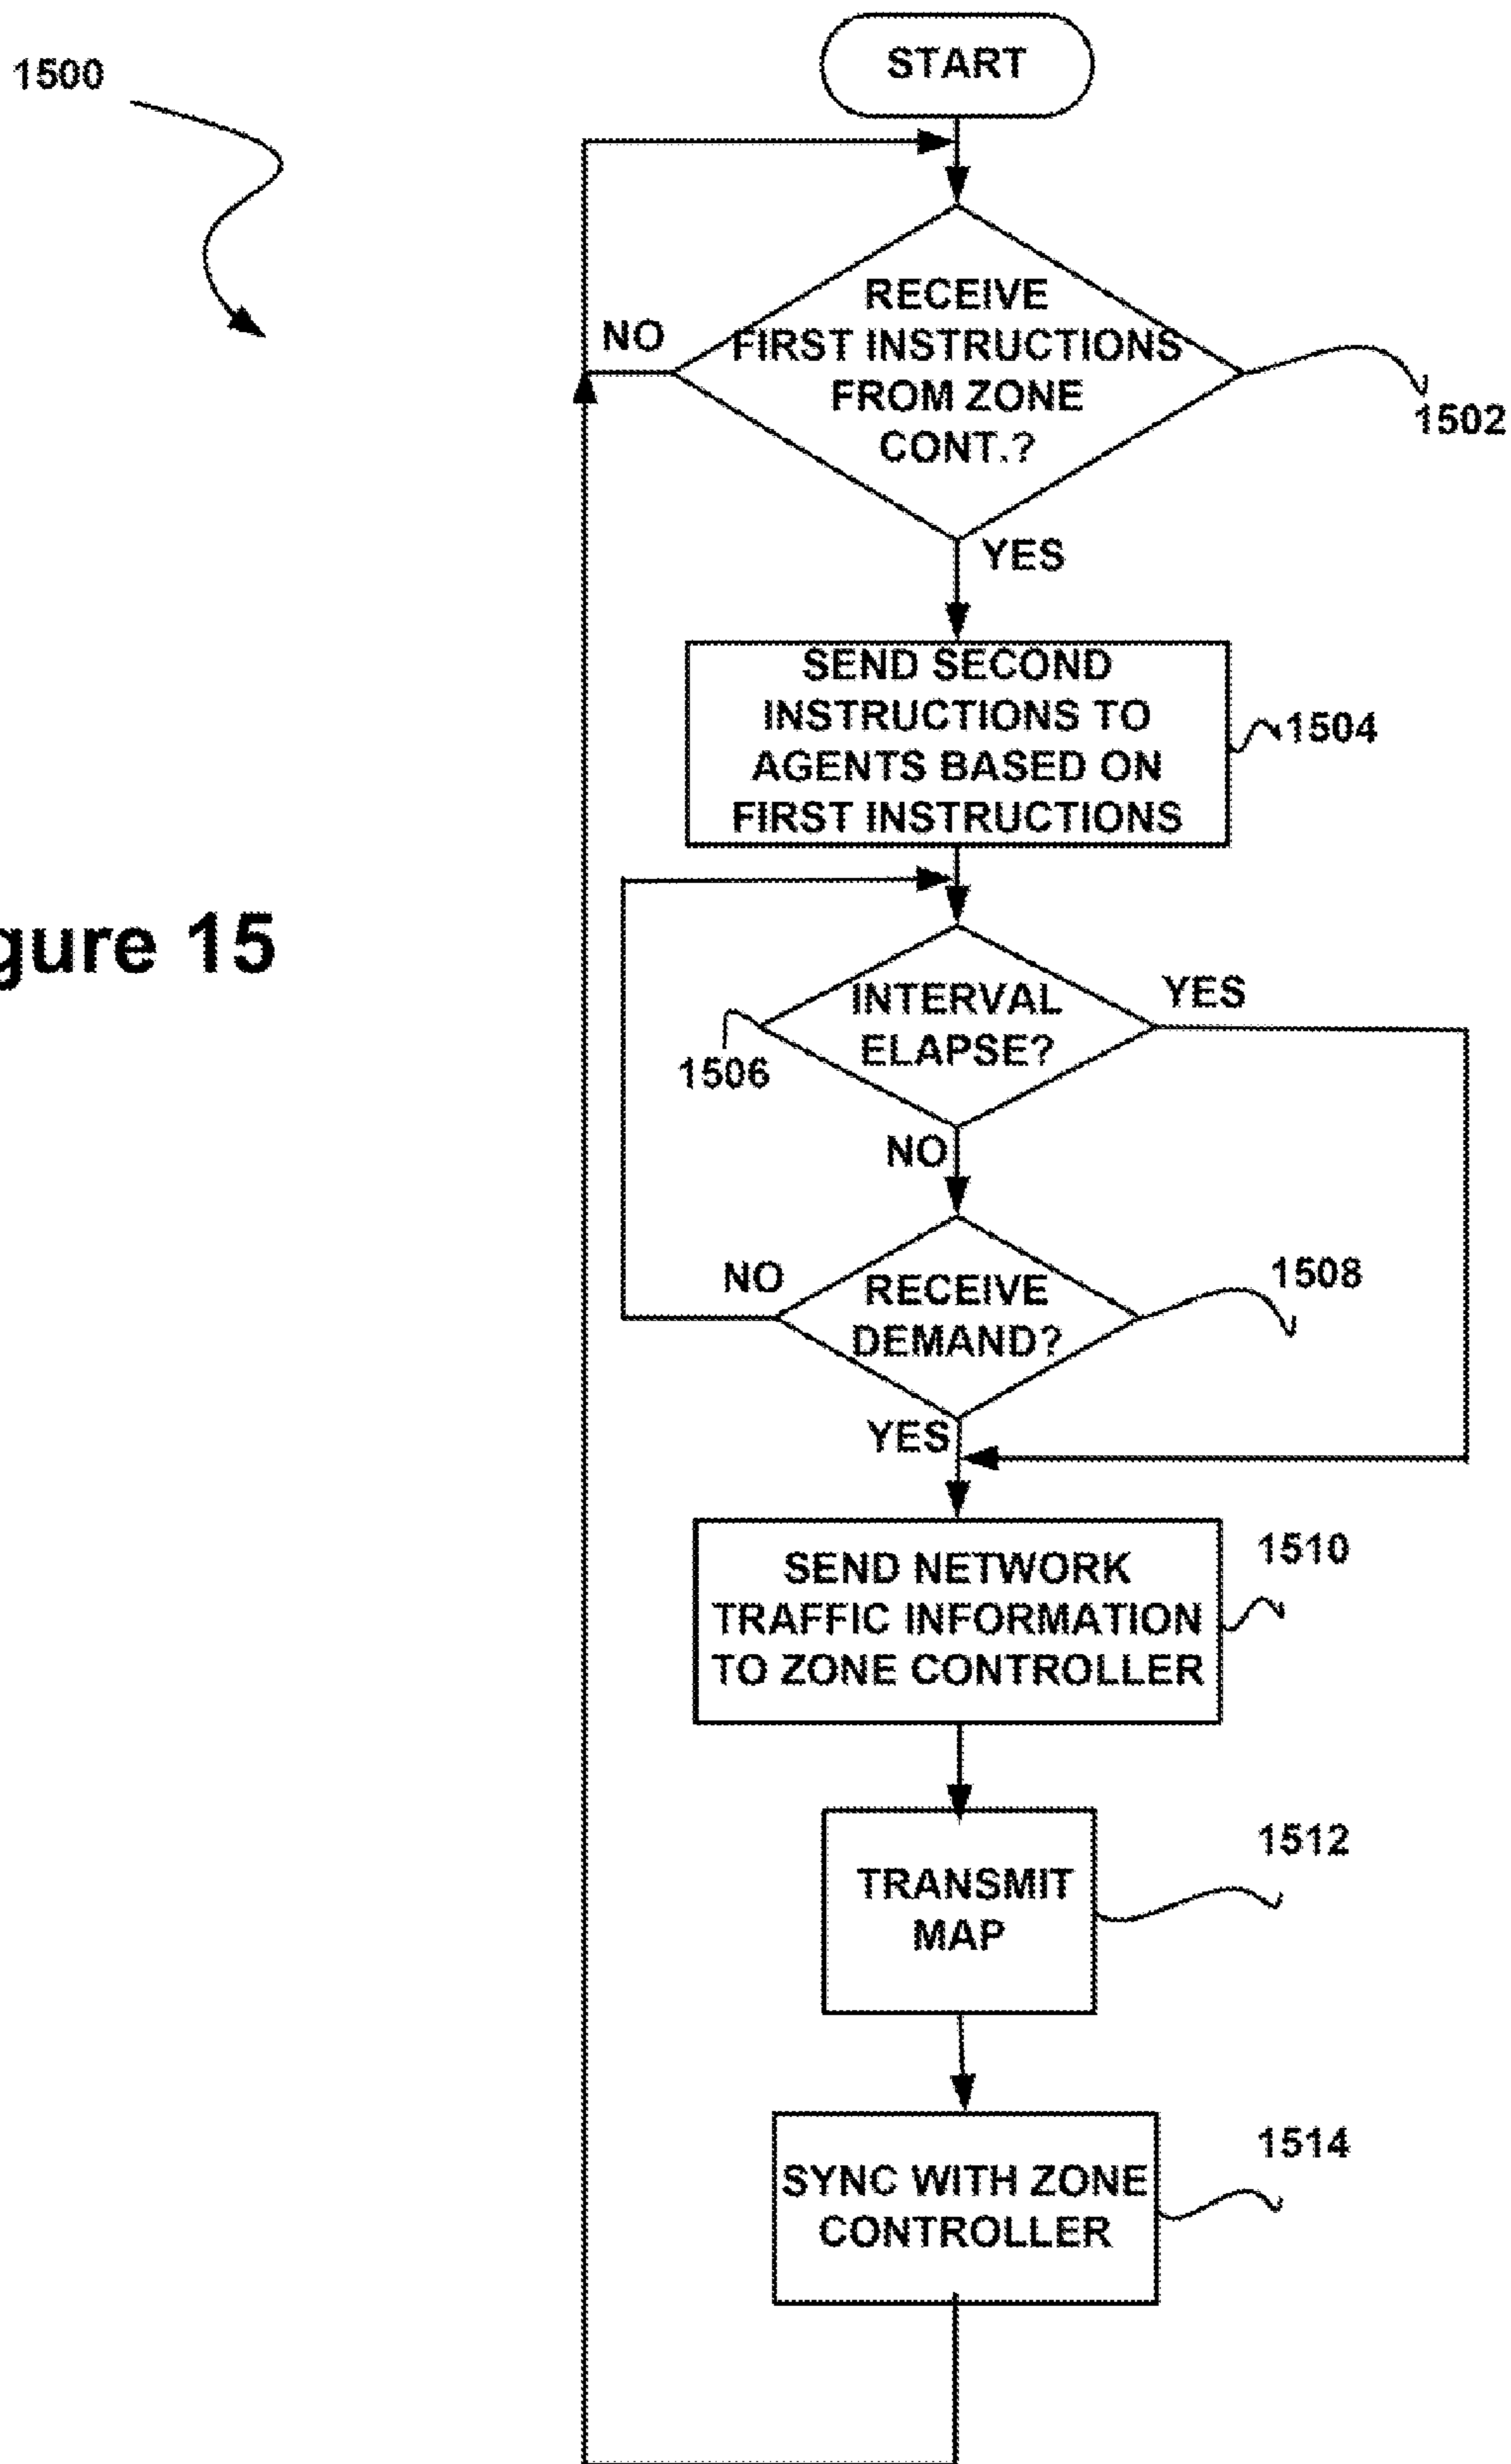 1500
START
RECEIVE
FIRST INSTRUCTIONS
FROM ZONE
CONT.?
NO
1502
YES
SEND SECOND
INSTRUCTIONS TO
AGENTS BASED ON
FIRST INSTRUCTIONS
1504
gure 15
INTERVAL
ELAPSE?
YES
1506
NO
RECEIVE
DEMAND?
NO
1508
YES
SEND NETWORK
TRAFFIC INFORMATION
TO ZONE CONTROLLER
1510
TRANSMIT
MAP
1512
SYNC WITH ZONE
CONTROLLER
1514